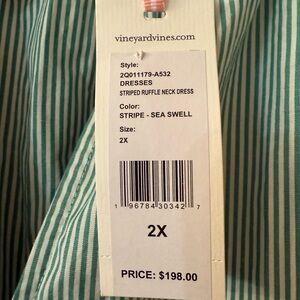 vineyardvines.com
Style:
2Q011179-A532
DRESSES
STRIPED RUFFLE NECK DRESS
Color:
STRIPE - SEA SWELL
Size:
2X
1 96784 30342 7
2X
PRICE: $198.00